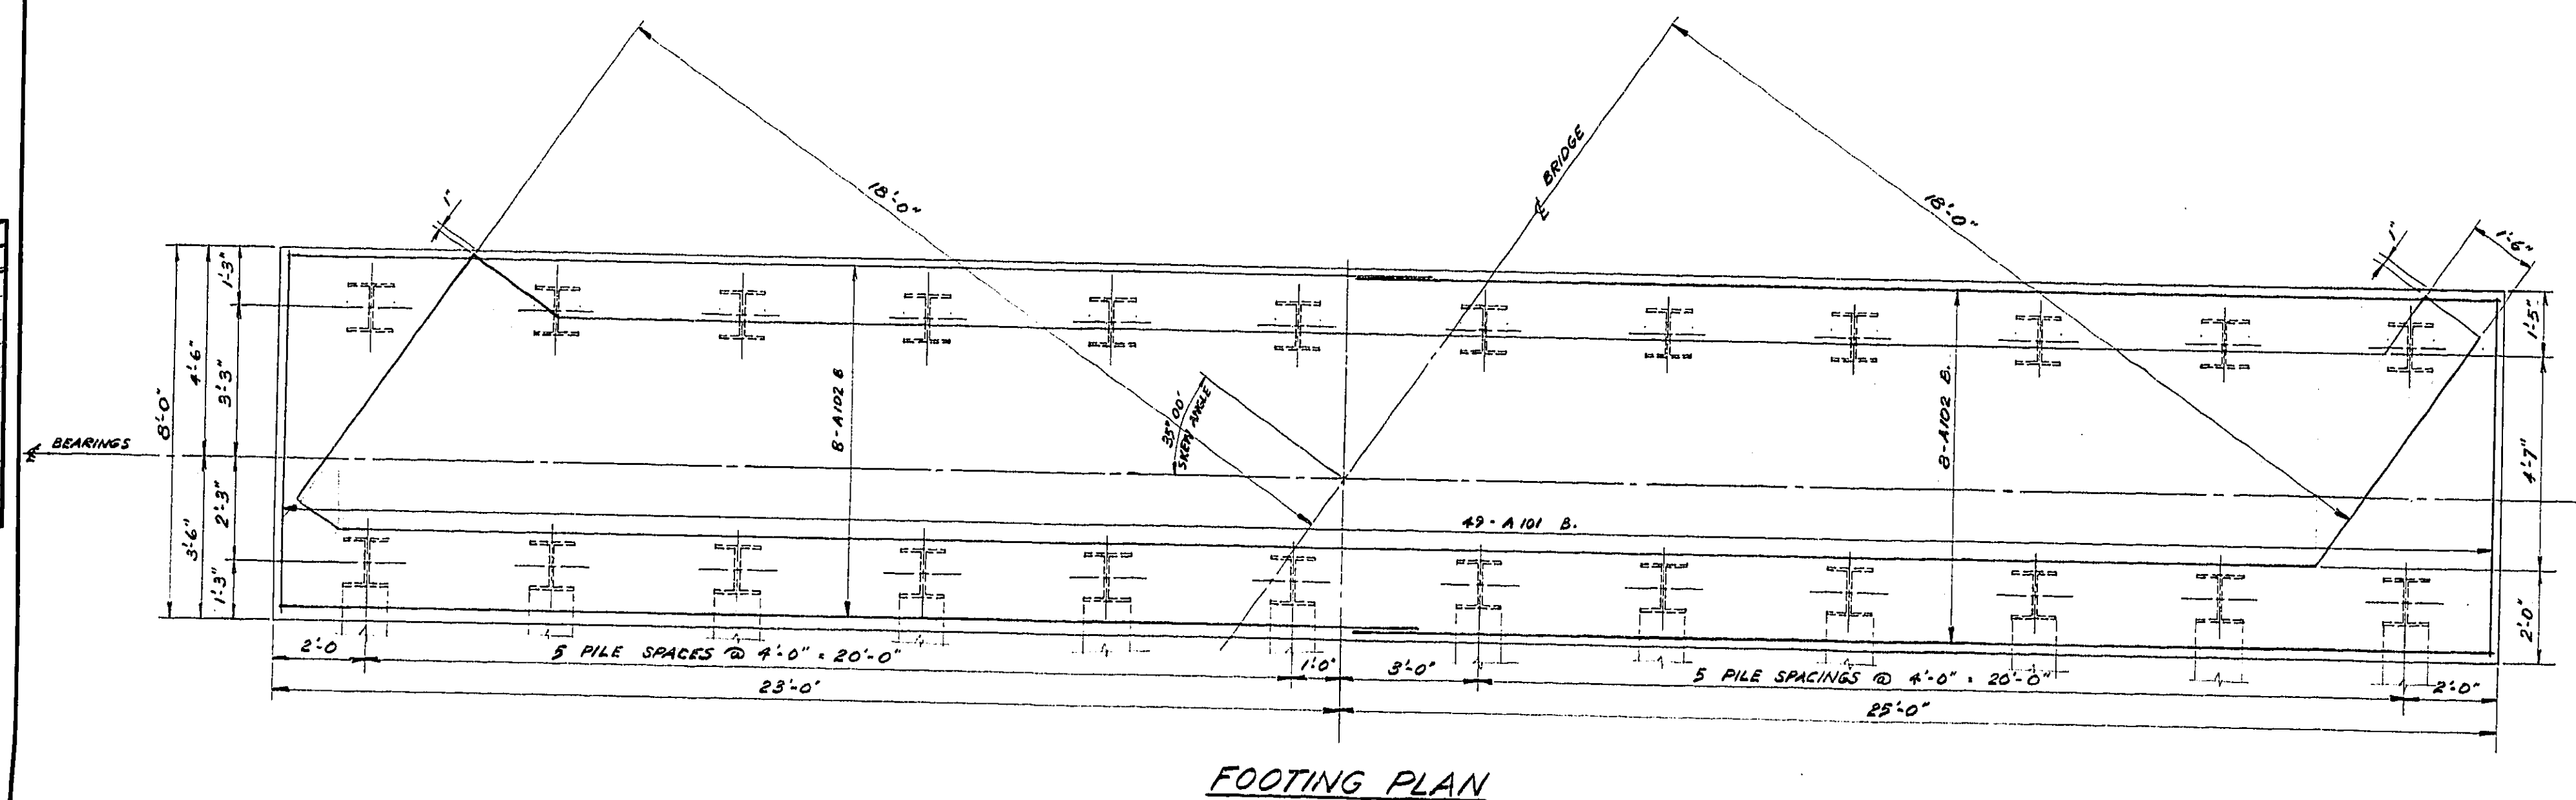 18'-0"
℄ BRIDGE
18'-0"
1"
1"
1'-6"
8'-0"
4'-6"
3'-6"
1'-3"
3'-3"
2'-3"
1'-3"
BEARINGS
8-A102 B
35° 00'
SKEW ANGLE
8-A102 B.
1'-5"
4'-7"
2'-0"
49-A101 B.
2'-0
5 PILE SPACES @ 4'-0" = 20'-0"
1'-0"
3'-0"
5 PILE SPACINGS @ 4'-0" = 20'-0"
2'-0"
23'-0"
25'-0"
FOOTING PLAN